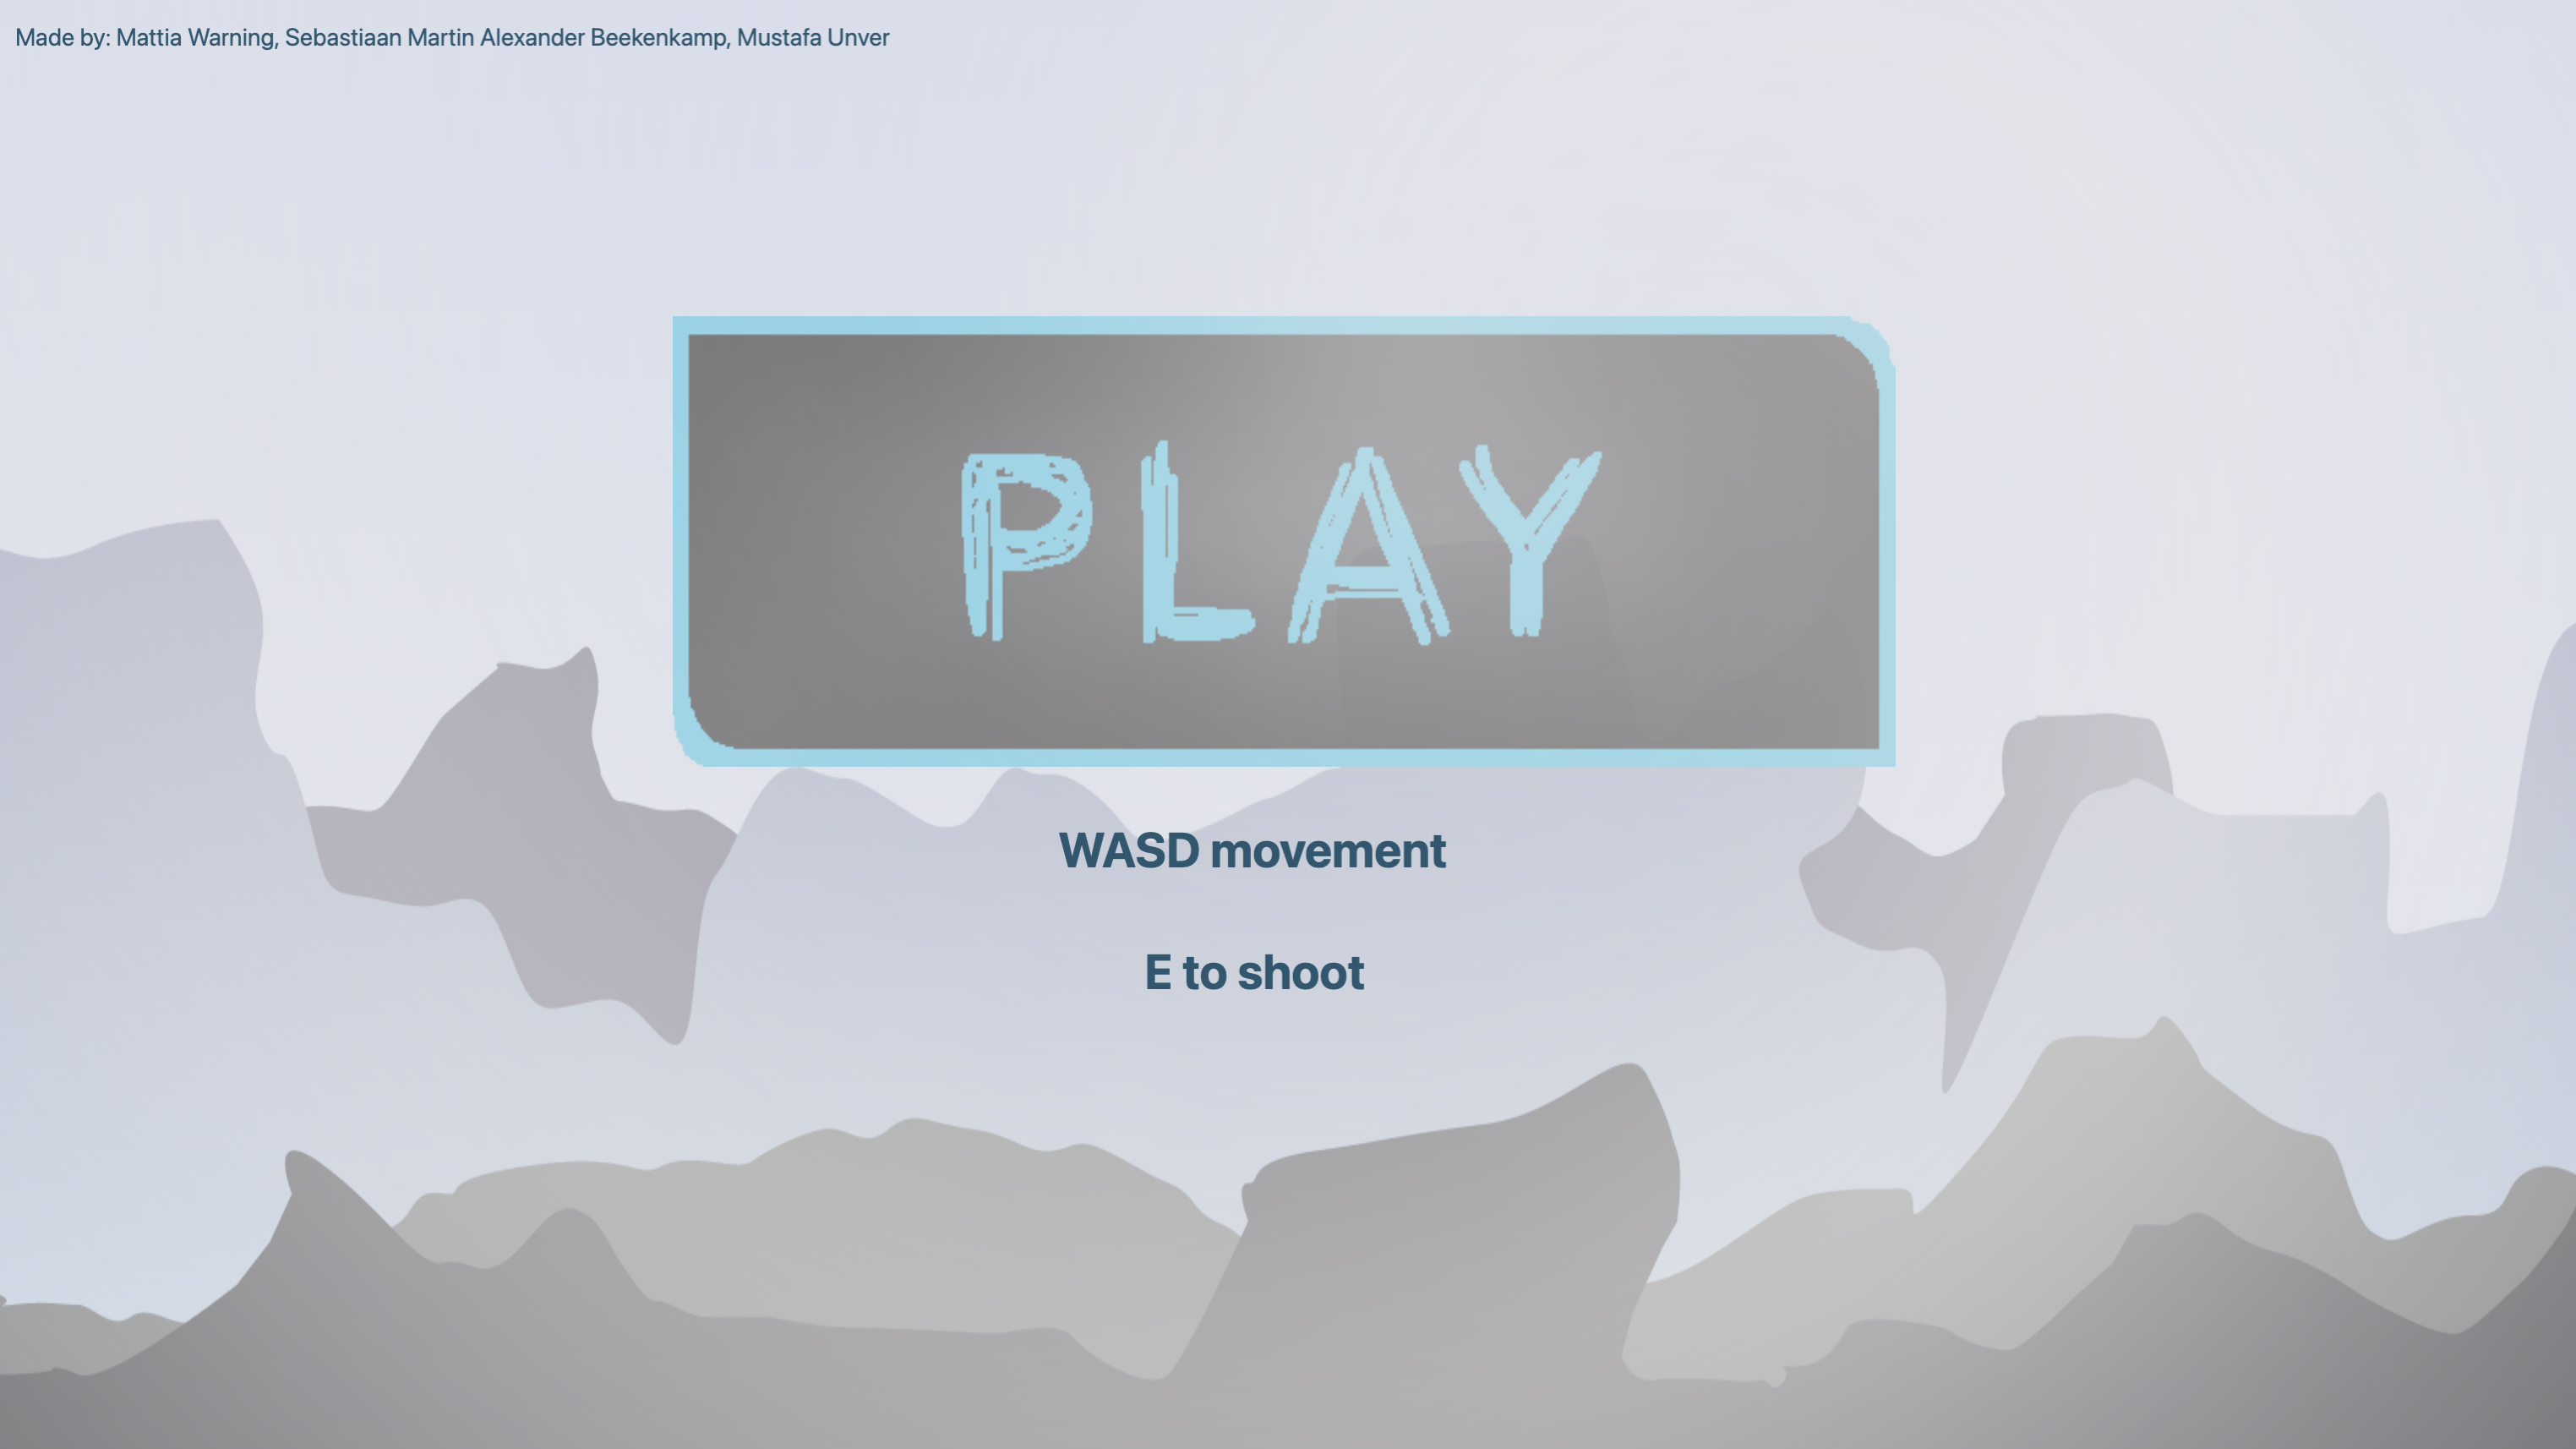 Made by: Mattia Warning, Sebastiaan Martin Alexander Beekenkamp, Mustafa Unver
PLAY
WASD movement
E to shoot